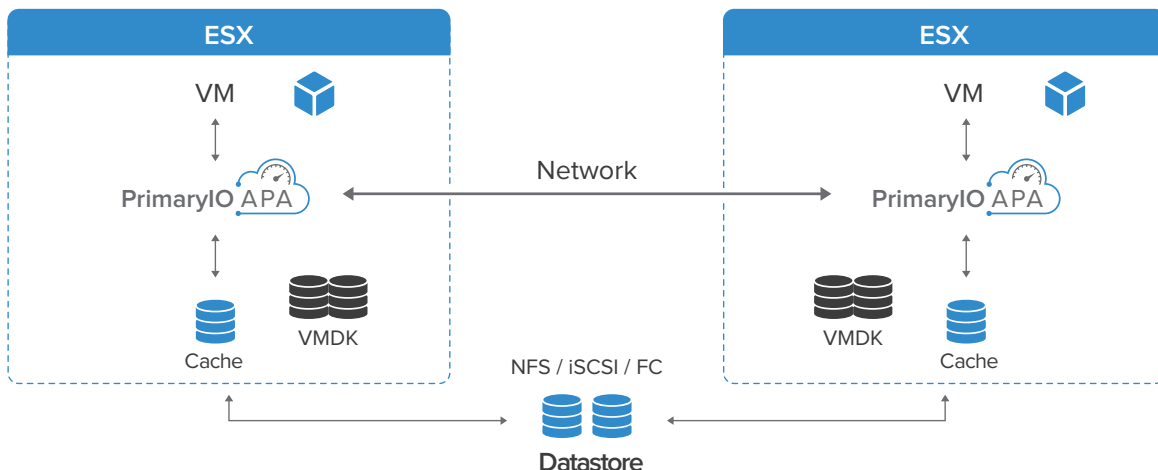 ESX
VM
PrimaryIO APA
VMDK
Cache
Network
ESX
VM
PrimaryIO APA
VMDK
Cache
NFS / iSCSI / FC
Datastore